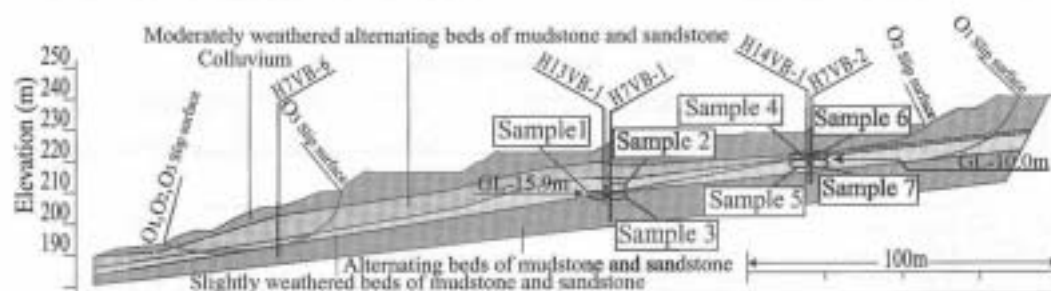 Moderately weathered alternating beds of mudstone and sandstone
Colluvium
Elevation (m)
250
240
230
220
210
200
190
O1,O2,O3 Slip surface
H7VB-6
O3 Slip surface
H13VB-1
H7VB-1
H14VB-1
H7VB-2
O2 Slip surface
O1 Slip surface
Sample1
Sample 2
Sample 3
Sample 4
Sample 5
Sample 6
Sample 7
GL-15.9m
GL-10.0m
Alternating beds of mudstone and sandstone
Slightly weathered beds of mudstone and sandstone
100m